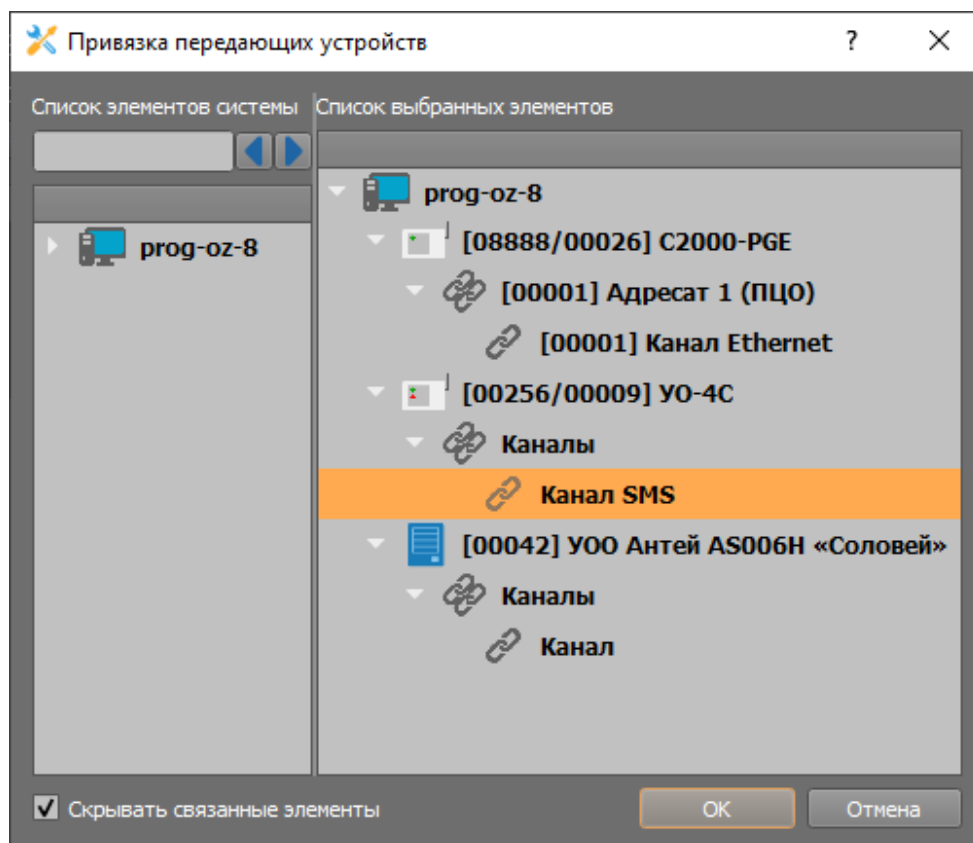 Привязка передающих устройств
?
Список элементов системы
Список выбранных элементов
prog-oz-8
prog-oz-8
[08888/00026] C2000-PGE
[00001] Адресат 1 (ПЦО)
[00001] Канал Ethernet
[00256/00009] УО-4С
Каналы
Канал SMS
[00042] УОО Антей AS006H «Соловей»
Каналы
Канал
Скрывать связанные элементы
ОК
Отмена